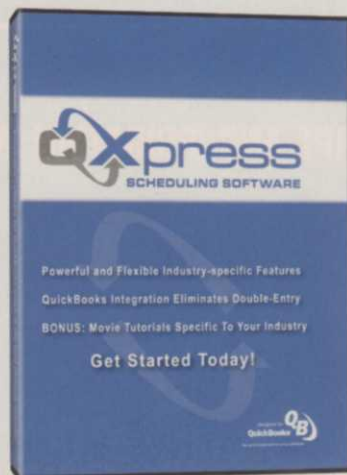 QXpress
SCHEDULING SOFTWARE
Powerful and Flexible Industry-specific Features
QuickBooks Integration Eliminates Double-Entry
BONUS: Movie Tutorials Specific To Your Industry
Get Started Today!
QuickBooks QB